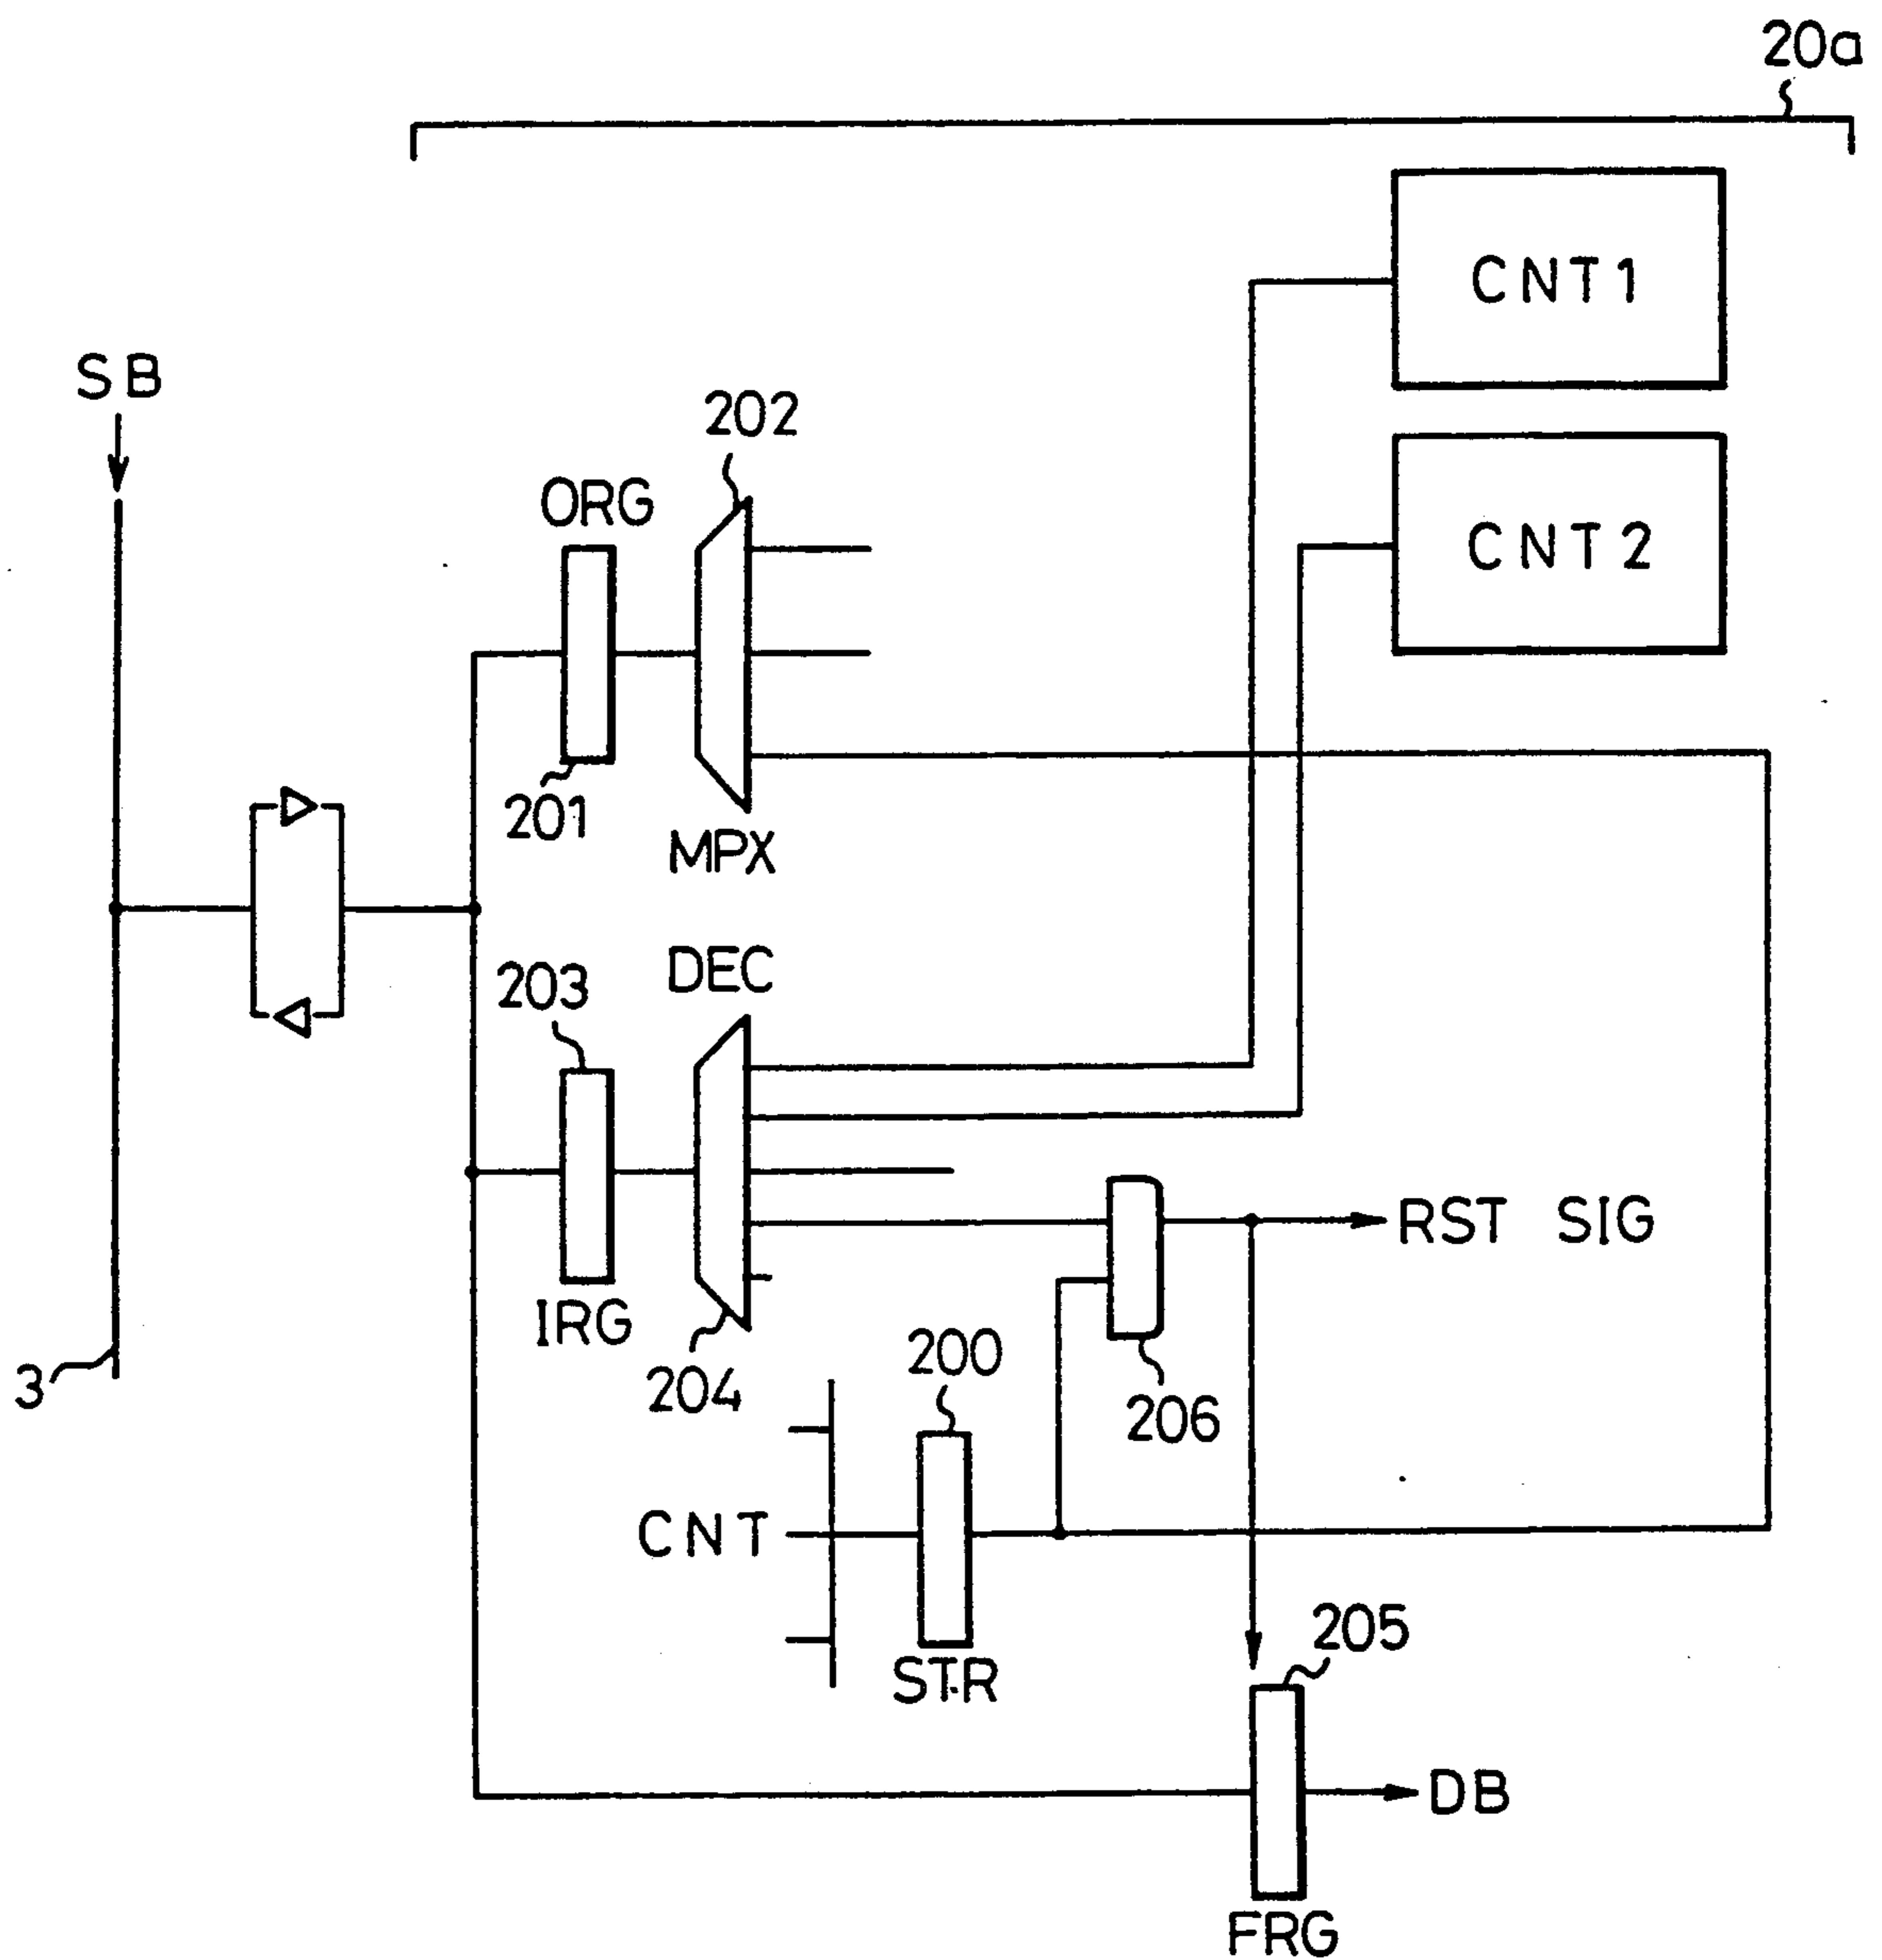 20a
CNT1
SB
202
CNT2
ORG
201
MPX
DEC
203
RST SIG
IRG
200
3
204
206
CNT
205
STR
DB
FRG